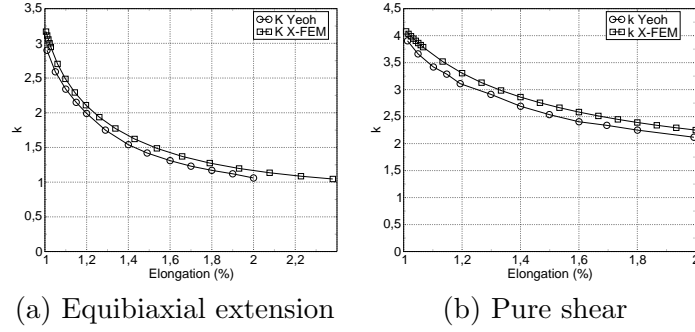 3,5
3
2,5
2
1,5
1
0,5
0
k
K Yeoh
K X-FEM
1 1,2 1,4 1,6 1,8 2 2,2
Elongation (%)
(a) Equibiaxial extension
4,5
4
3,5
3
2,5
2
1,5
1
0,5
0
k
k Yeoh
k X-FEM
1 1,2 1,4 1,6 1,8 2
Elongation (%)
(b) Pure shear